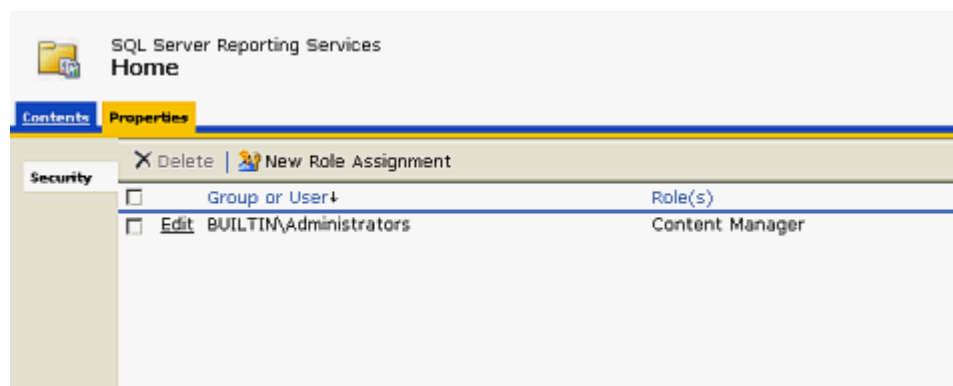 SQL Server Reporting Services
Home
Contents Properties
Delete | New Role Assignment
Security
Group or User↓ Role(s)
Edit BUILTIN\Administrators Content Manager